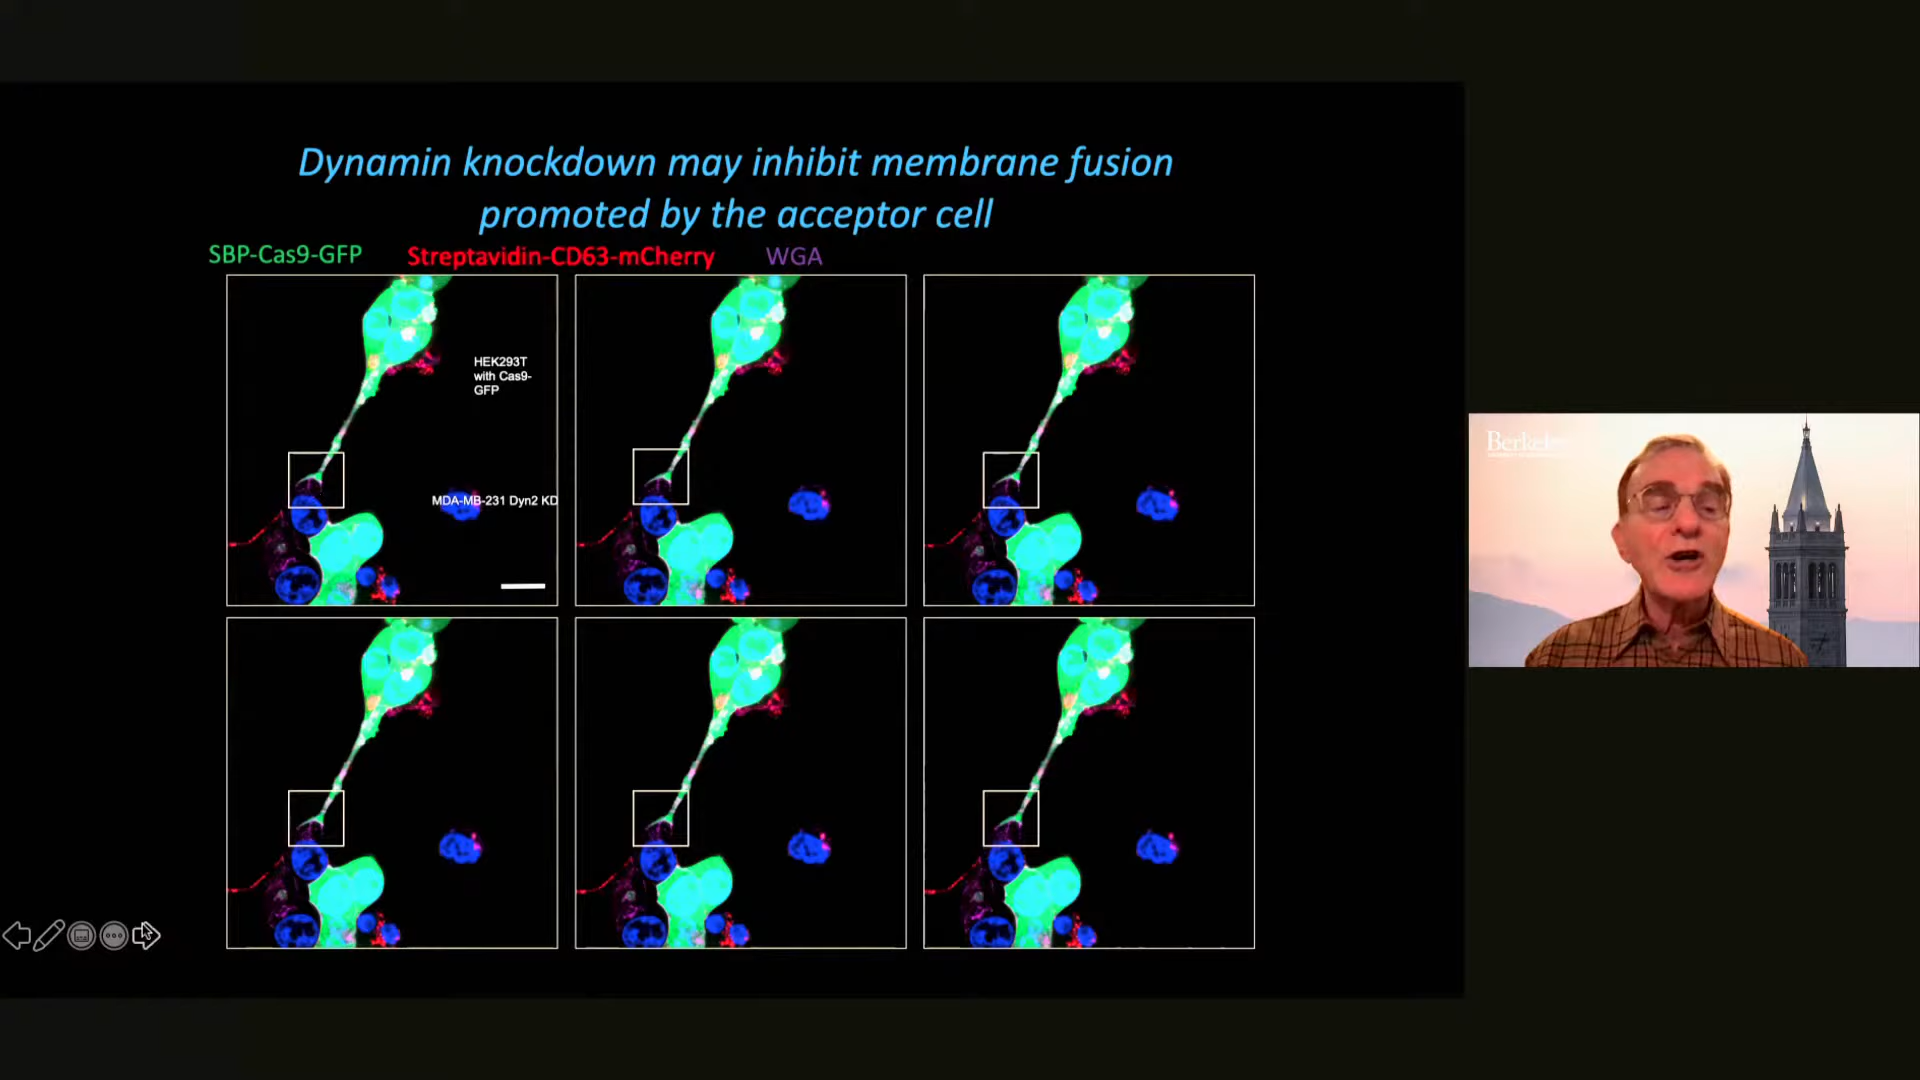 Dynamin knockdown may inhibit membrane fusion
promoted by the acceptor cell
SBP-Cas9-GFP Streptavidin-CD63-mCherry WGA
HEK293T
with Cas9-
GFP
MDA-MB-231 Dyn2 KD